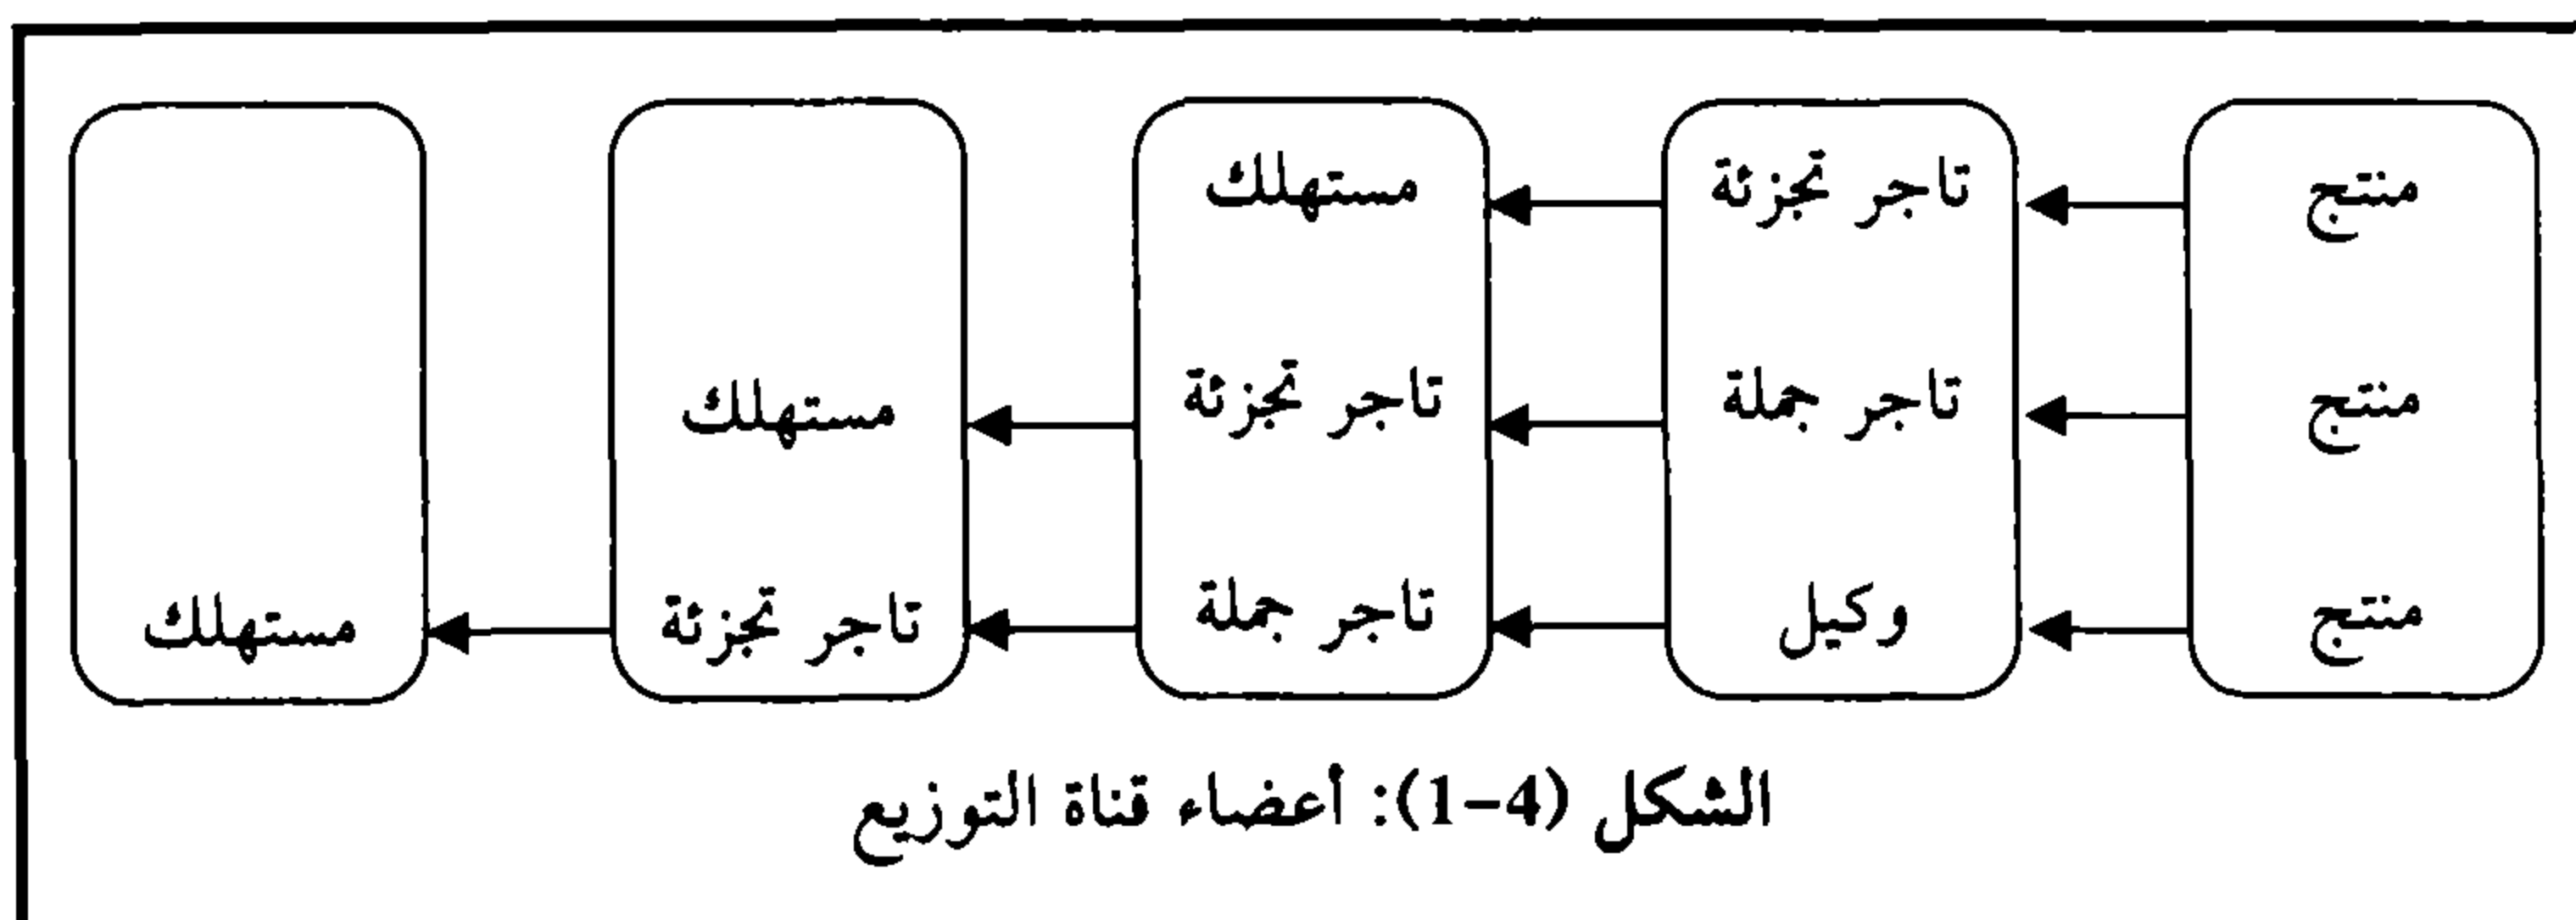 منتج تاجر تجزئة مستهلك
منتج تاجر جملة تاجر تجزئة مستهلك
منتج وكيل تاجر جملة تاجر تجزئة مستهلك
الشكل (4-1): أعضاء قناة التوزيع